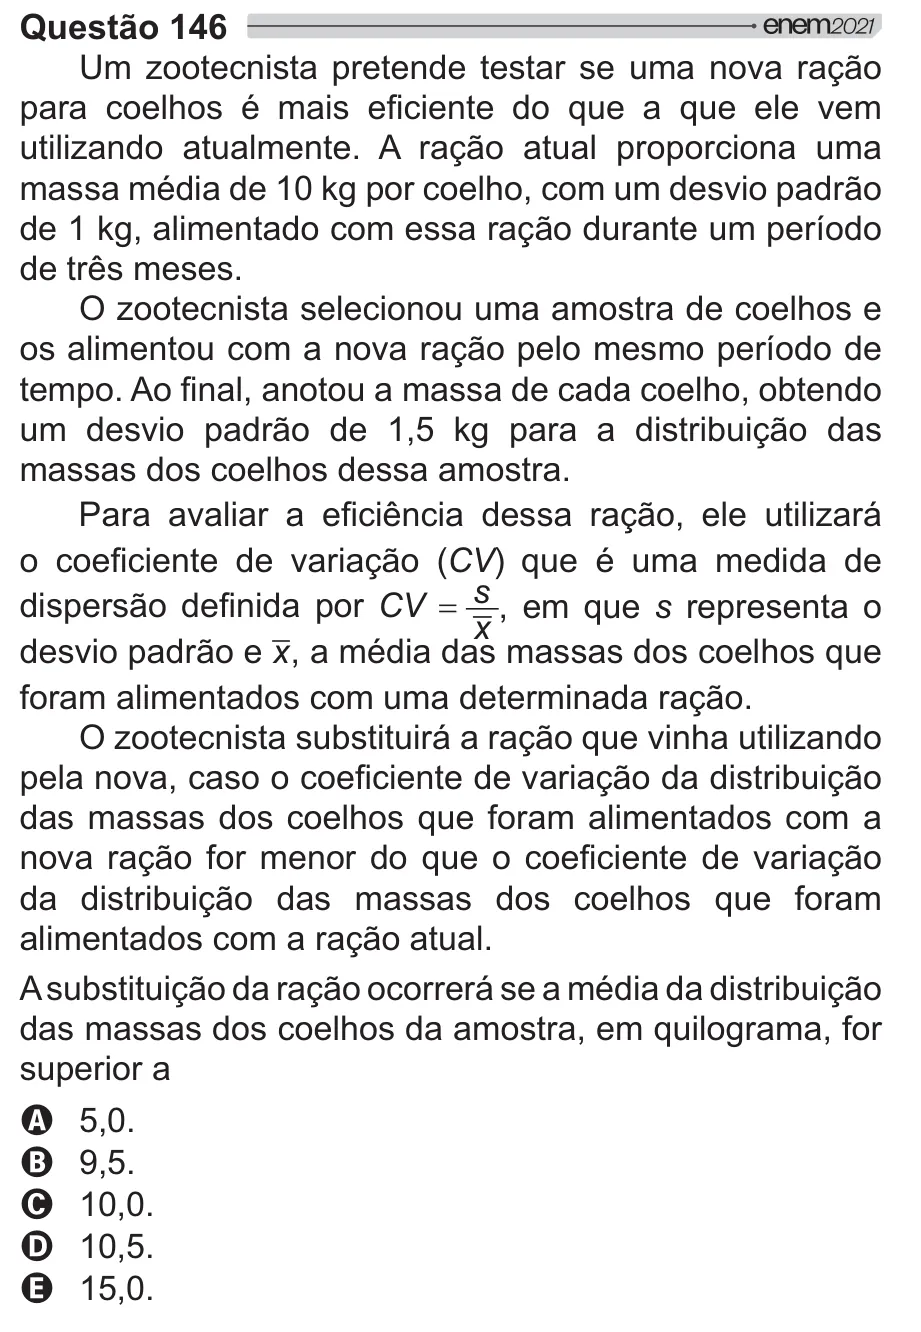 Questão 146 enem2021
Um zootecnista pretende testar se uma nova ração
para coelhos é mais eficiente do que a que ele vem
utilizando atualmente. A ração atual proporciona uma
massa média de 10 kg por coelho, com um desvio padrão
de 1 kg, alimentado com essa ração durante um período
de três meses.
O zootecnista selecionou uma amostra de coelhos e
os alimentou com a nova ração pelo mesmo período de
tempo. Ao final, anotou a massa de cada coelho, obtendo
um desvio padrão de 1,5 kg para a distribuição das
massas dos coelhos dessa amostra.
Para avaliar a eficiência dessa ração, ele utilizará
o coeficiente de variação (CV) que é uma medida de
dispersão definida por CV = s/x̅, em que s representa o
desvio padrão e x̅, a média das massas dos coelhos que
foram alimentados com uma determinada ração.
O zootecnista substituirá a ração que vinha utilizando
pela nova, caso o coeficiente de variação da distribuição
das massas dos coelhos que foram alimentados com a
nova ração for menor do que o coeficiente de variação
da distribuição das massas dos coelhos que foram
alimentados com a ração atual.
A substituição da ração ocorrerá se a média da distribuição
das massas dos coelhos da amostra, em quilograma, for
superior a
A 5,0.
B 9,5.
C 10,0.
D 10,5.
E 15,0.